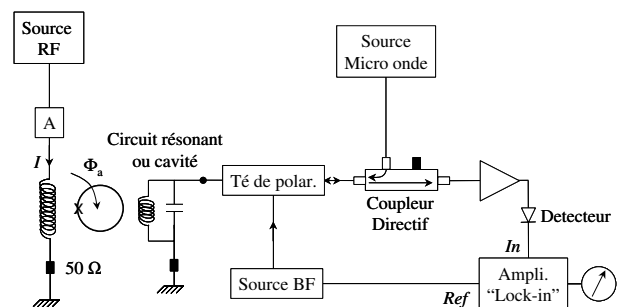 Source
RF
A
I
Φa
Circuit résonant
ou cavité
50 Ω
Source
Micro onde
Té de polar.
Coupleur
Directif
Detecteur
In
Source BF
Ref
Ampli.
“Lock-in”
X